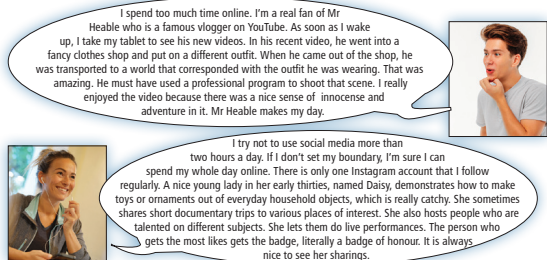 I spend too much time online. I'm a real fan of Mr
Heable who is a famous vlogger on YouTube. As soon as I wake
up, I take my tablet to see his new videos. In his recent video, he went into a
fancy clothes shop and put on a different outfit. When he came out of the shop, he
was transported to a world that corresponded with the outfit he was wearing. That was
amazing. He must have used a professional program to shoot that scene. I really
enjoyed the video because there was a nice sense of innocence and
adventure in it. Mr Heable makes my day.
I try not to use social media more than
two hours a day. If I don't set my boundary, I'm sure I can
spend my whole day online. There is only one Instagram account that I follow
regularly. A nice young lady in her early thirties, named Daisy, demonstrates how to make
toys or ornaments out of everyday household objects, which is really catchy. She sometimes
shares short documentary trips to various places of interest. She also hosts people who are
talented on different subjects. She lets them do live performances. The person who
gets the most likes gets the badge, literally a badge of honour. It is always
nice to see her sharings.